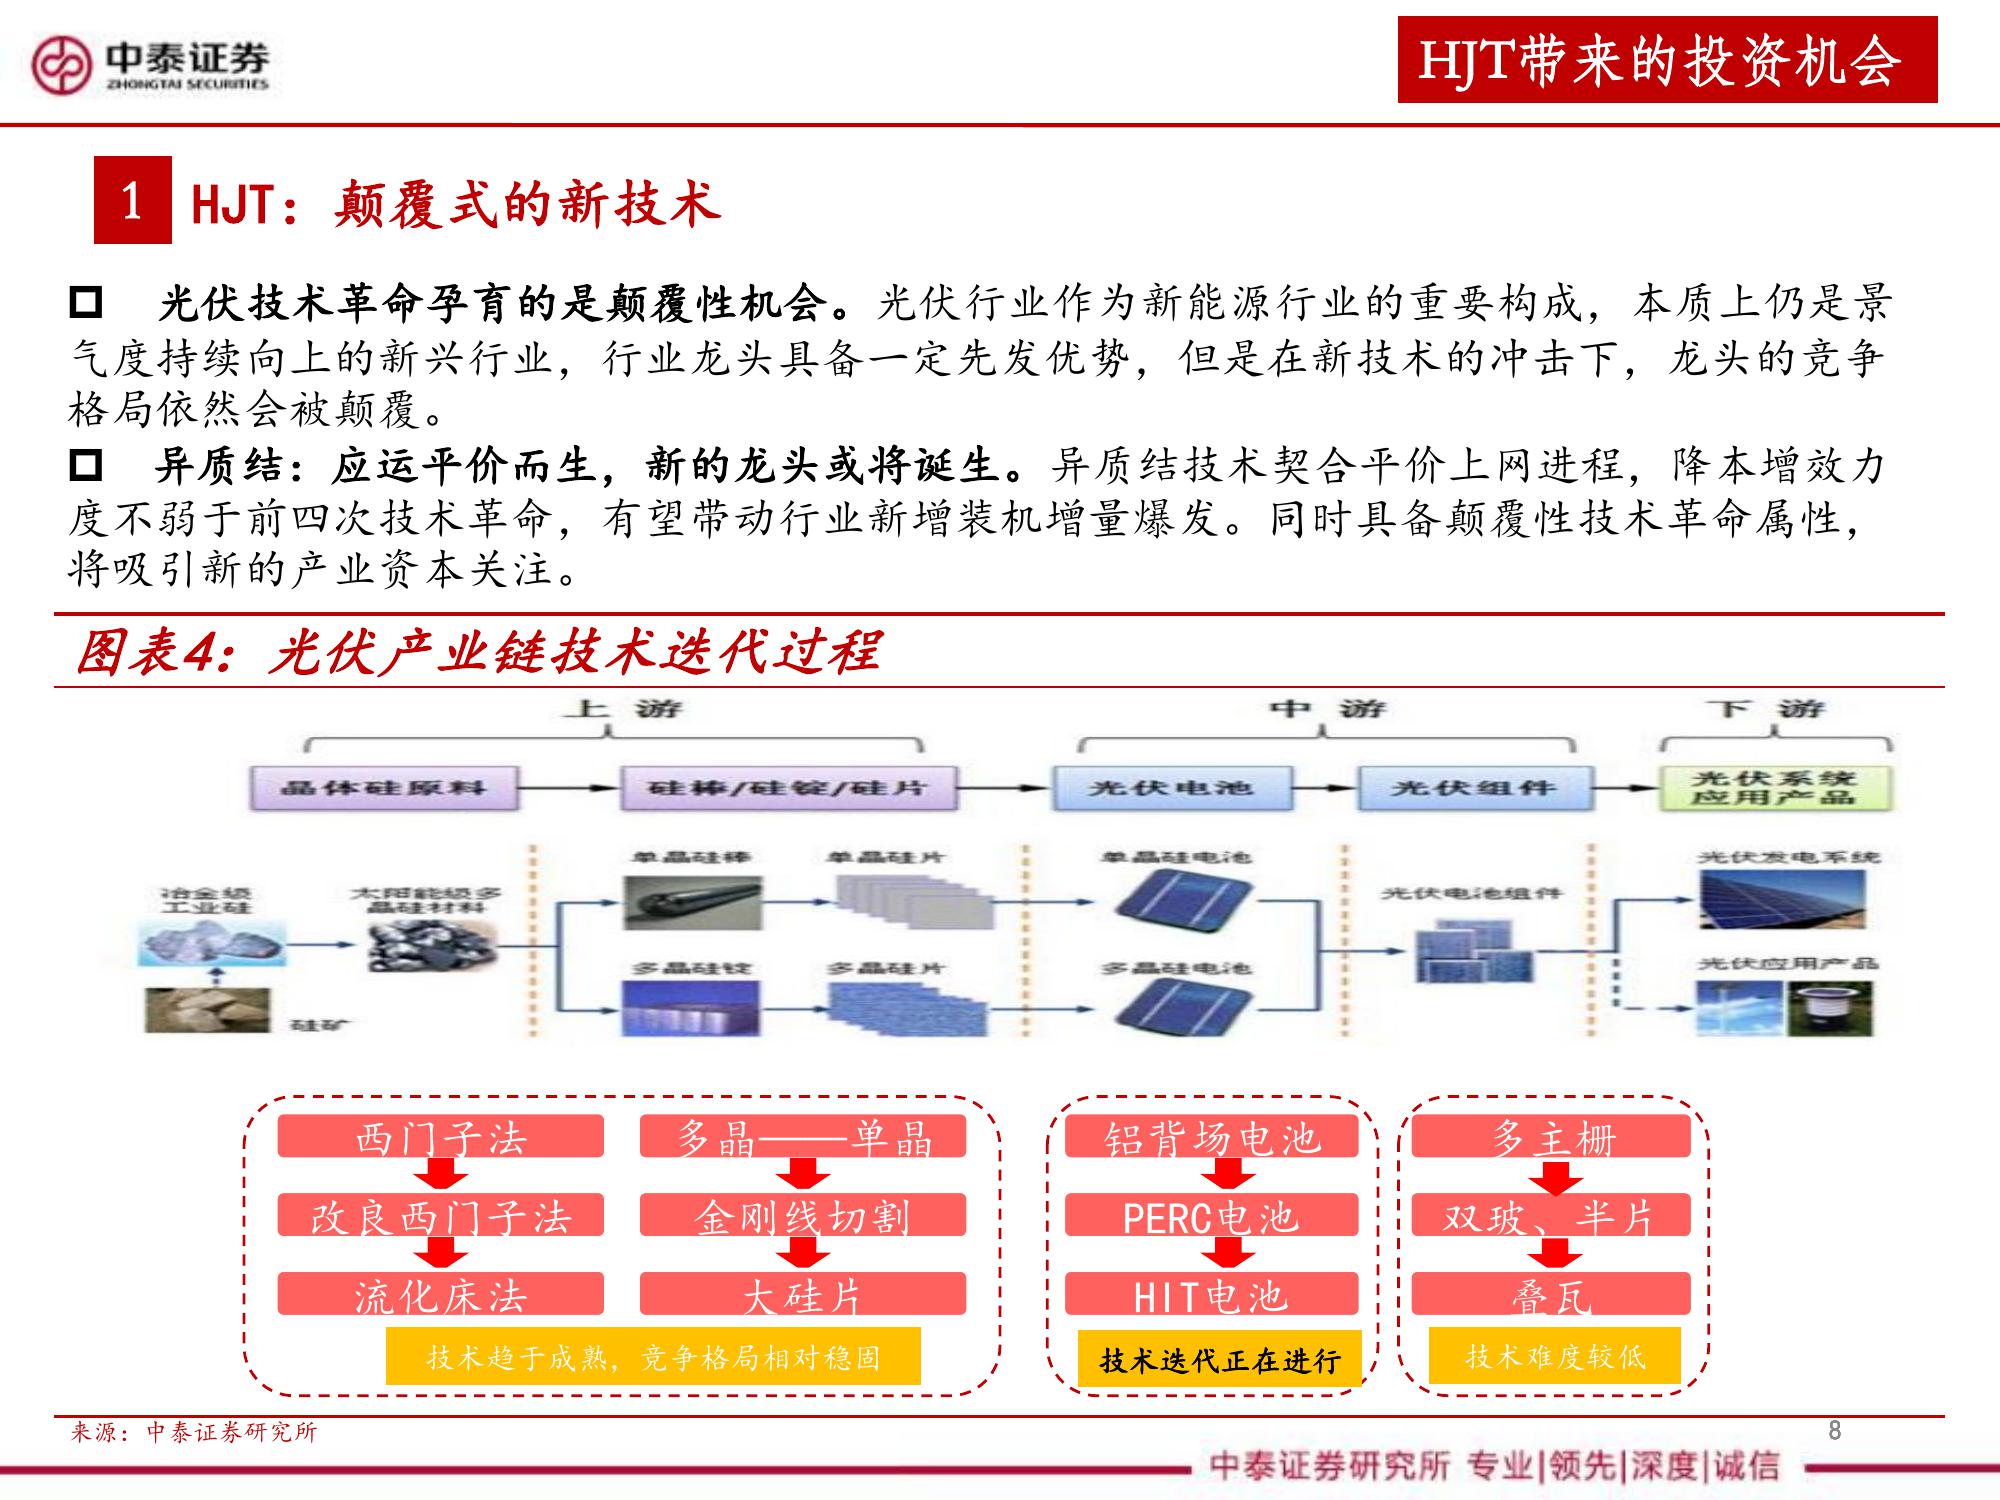 中泰证券
ZHONGTAI SECURITIES
HJT带来的投资机会
1 HJT：颠覆式的新技术
光伏技术革命孕育的是颠覆性机会。光伏行业作为新能源行业的重要构成，本质上仍是景
气度持续向上的新兴行业，行业龙头具备一定先发优势，但是在新技术的冲击下，龙头的竞争
格局依然会被颠覆。
异质结：应运平价而生，新的龙头或将诞生。异质结技术契合平价上网进程，降本增效力
度不弱于前四次技术革命，有望带动行业新增装机增量爆发。同时具备颠覆性技术革命属性，
将吸引新的产业资本关注。
图表4：光伏产业链技术迭代过程
上 游 中 游 下 游
晶体硅原料 硅棒/硅锭/硅片 光伏电池 光伏组件 光伏系统
应用产品
单晶硅棒 单晶硅片 单晶硅电池 光伏发电系统
冶金级 太阳能级多 光伏电池组件
工业硅 晶硅材料
多晶硅锭 多晶硅片 多晶硅电池 光伏应用产品
硅矿
西门子法 多晶——单晶 铝背场电池 多主栅
改良西门子法 金刚线切割 PERC电池 双玻、半片
流化床法 大硅片 HIT电池 叠瓦
技术趋于成熟，竞争格局相对稳固 技术迭代正在进行 技术难度较低
来源：中泰证券研究所
8
中泰证券研究所 专业|领先|深度|诚信